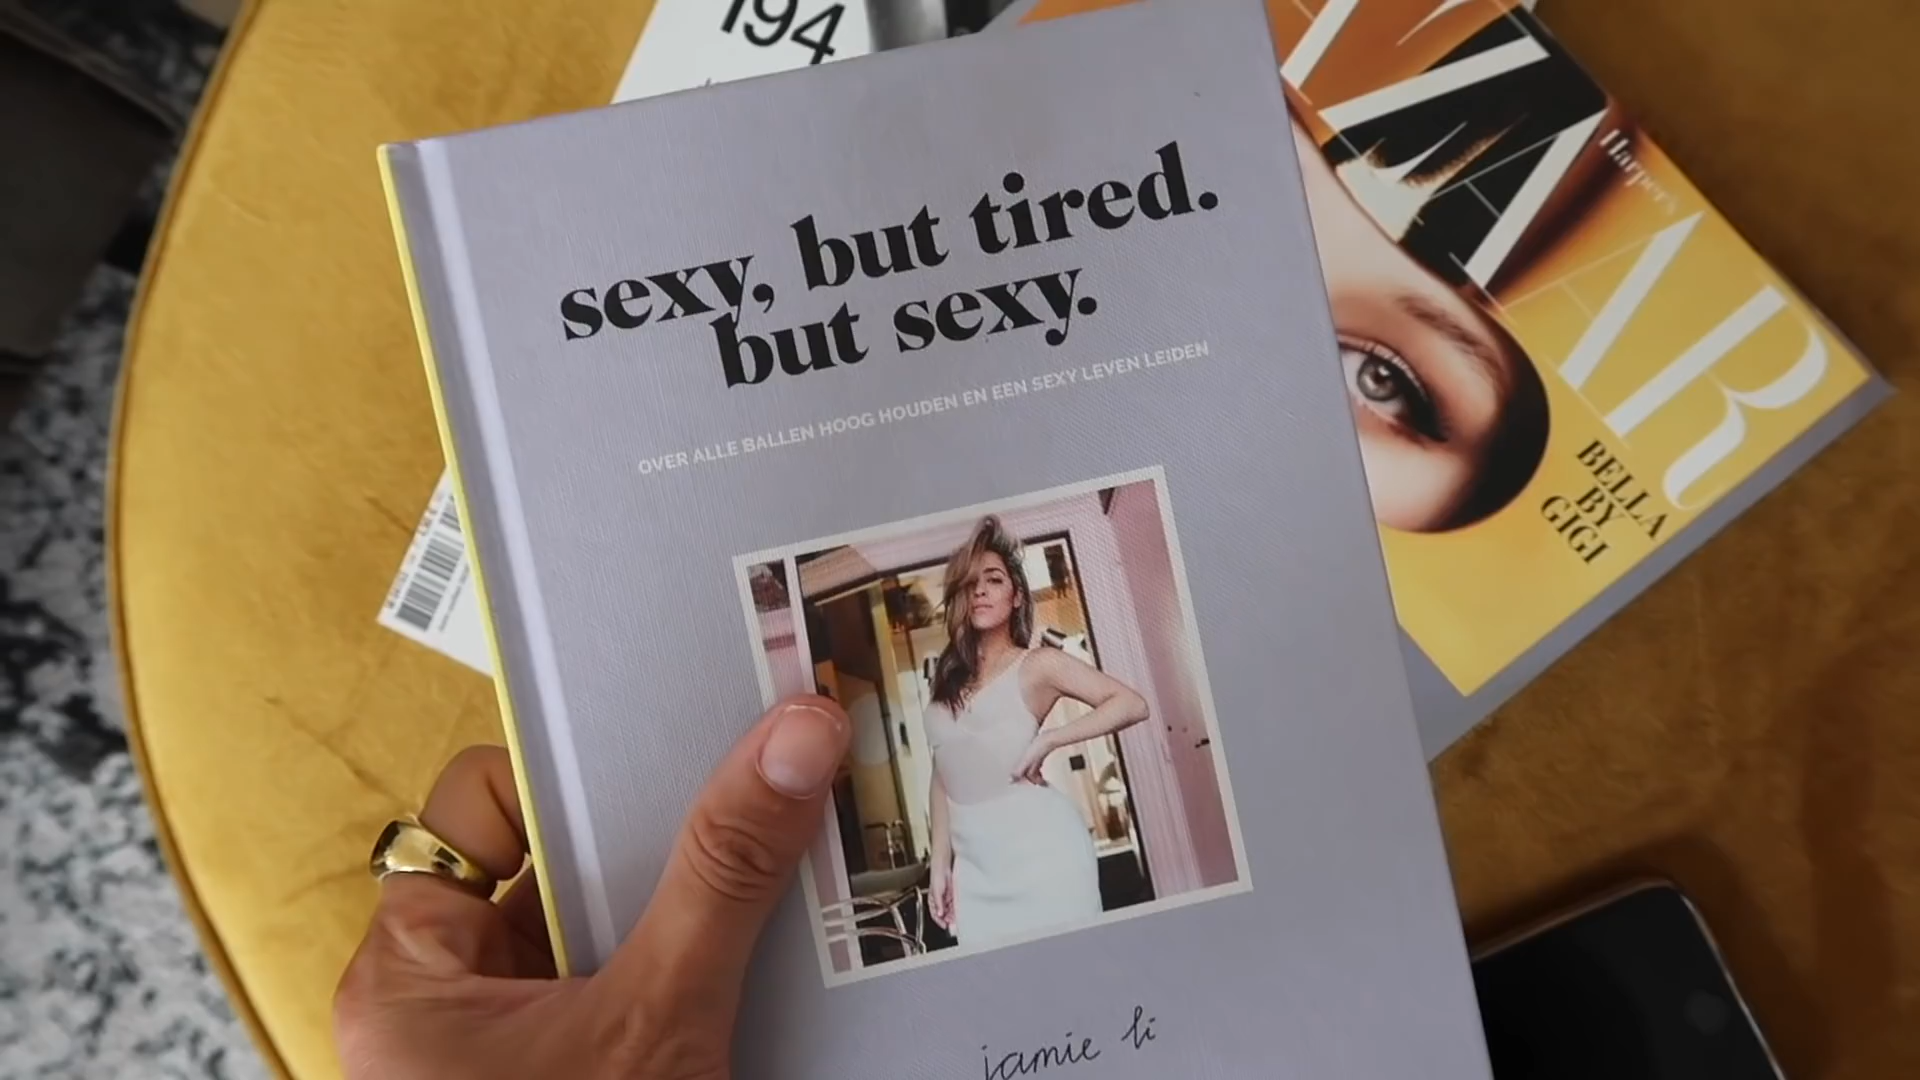 194
sexy, but tired.
but sexy.
OVER ALLE BALLEN HOOG HOUDEN EN EEN SEXY LEVEN LEIDEN
jamie li
Harper's
ZAAR
BELLA
BY
GIGI